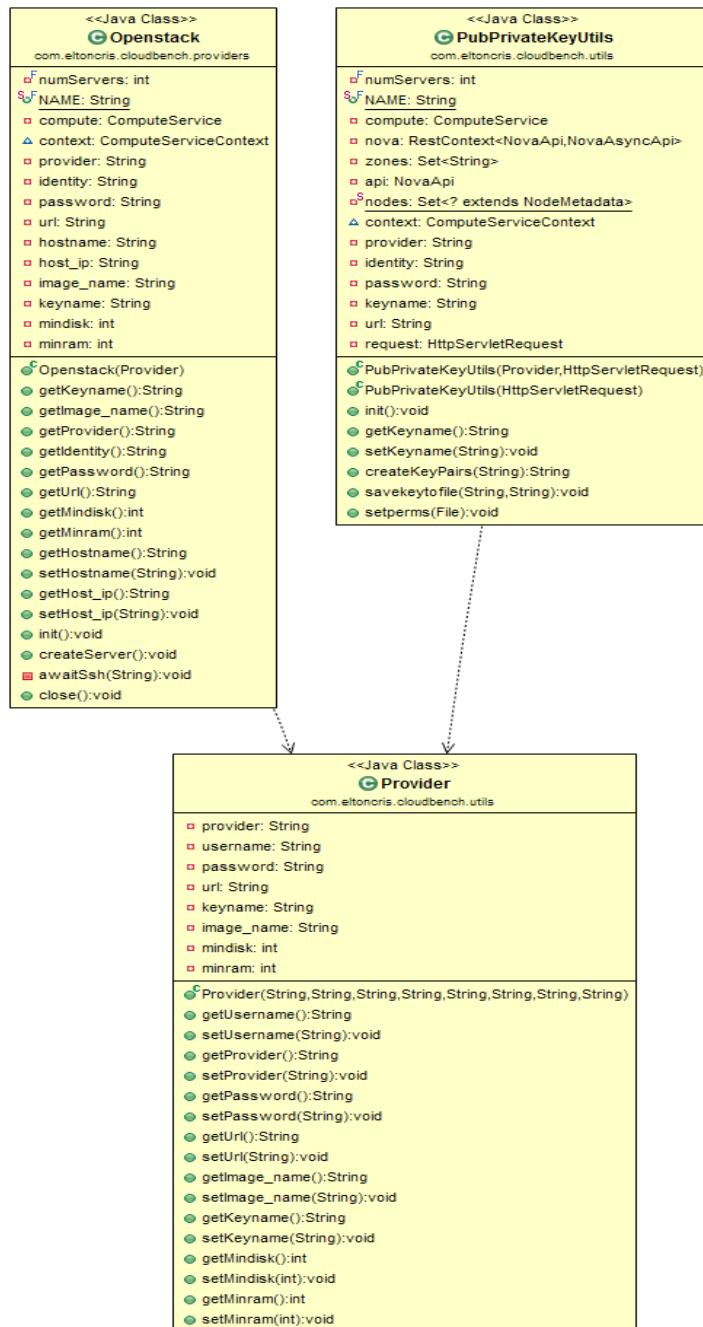 <<Java Class>>
Openstack
com.eltoncris.cloudbench.providers
numServers: int
NAME: String
compute: ComputeService
context: ComputeServiceContext
provider: String
identity: String
password: String
url: String
hostname: String
host_ip: String
image_name: String
keyname: String
mindisk: int
minram: int
Openstack(Provider)
getKeyname():String
getImage_name():String
getProvider():String
getIdentity():String
getPassword():String
getUrl():String
getMindisk():int
getMinram():int
getHostname():String
setHostname(String):void
getHost_ip():String
setHost_ip(String):void
init():void
createServer():void
awaitSsh(String):void
close():void
<<Java Class>>
PubPrivateKeyUtils
com.eltoncris.cloudbench.utils
numServers: int
NAME: String
compute: ComputeService
nova: RestContext<NovaApi,NovaAsyncApi>
zones: Set<String>
api: NovaApi
nodes: Set<? extends NodeMetadata>
context: ComputeServiceContext
provider: String
identity: String
password: String
keyname: String
url: String
request: HttpServletRequest
PubPrivateKeyUtils(Provider,HttpServletRequest)
PubPrivateKeyUtils(HttpServletRequest)
init():void
getKeyname():String
setKeyname(String):void
createKeyPairs(String):String
savekeytofile(String,String):void
setperms(File):void
<<Java Class>>
Provider
com.eltoncris.cloudbench.utils
provider: String
username: String
password: String
url: String
keyname: String
image_name: String
mindisk: int
minram: int
Provider(String,String,String,String,String,String,String,String)
getUsername():String
setUsername(String):void
getProvider():String
setProvider(String):void
getPassword():String
setPassword(String):void
getUrl():String
setUrl(String):void
getImage_name():String
setImage_name(String):void
getKeyname():String
setKeyname(String):void
getMindisk():int
setMindisk(int):void
getMinram():int
setMinram(int):void